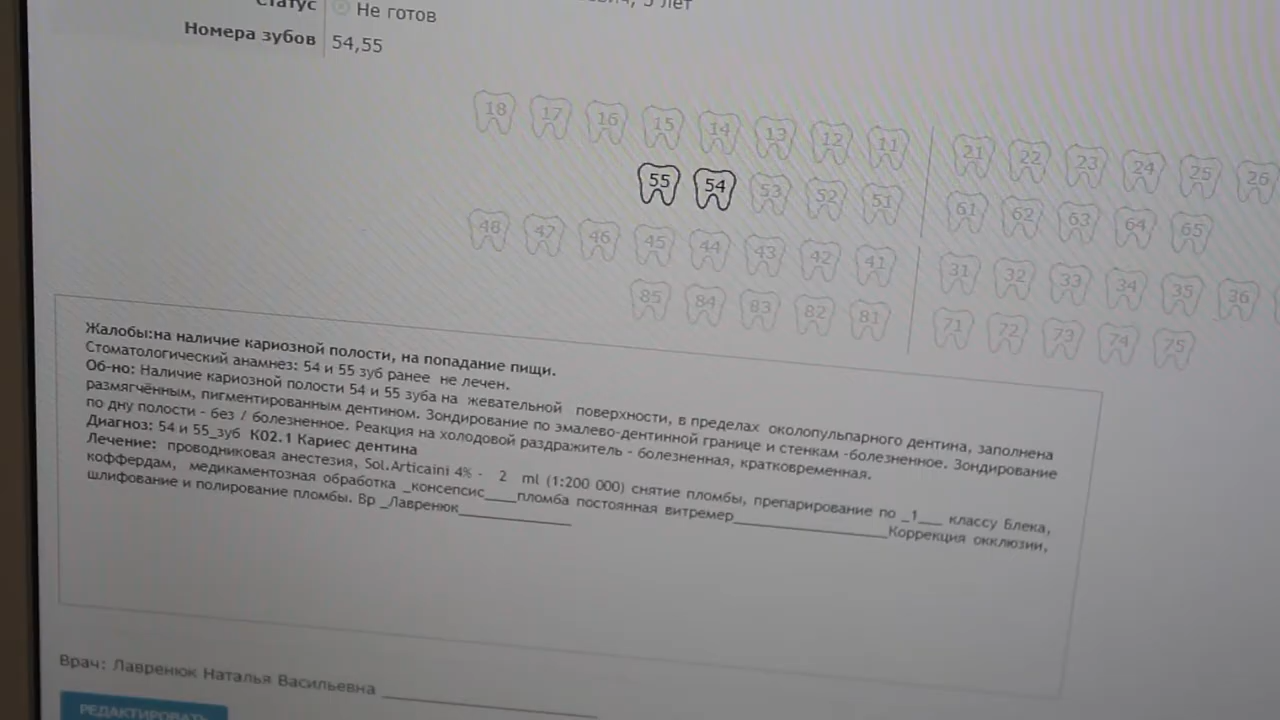 Статус Не готов
5 лет
Номера зубов 54,55
18 17 16 15 14 13 12 11 21 22 23 24 25 26
55 54 53 52 51 61 62 63 64 65
48 47 46 45 44 43 42 41 31 32 33 34 35 36
85 84 83 82 81 71 72 73 74 75
Жалобы:на наличие кариозной полости, на попадание пищи.
Стоматологический анамнез: 54 и 55 зуб ранее не лечен.
Об-но: Наличие кариозной полости 54 и 55 зуба на жевательной поверхности, в пределах околопульпарного дентина, заполнена
размягчённым, пигментированным дентином. Зондирование по эмалево-дентинной границе и стенкам -болезненное. Зондирование
по дну полости - без / болезненное. Реакция на холодовой раздражитель - болезненная, кратковременная.
Диагноз: 54 и 55_зуб К02.1 Кариес дентина
Лечение: проводниковая анестезия, Sol.Articaini 4% - 2 ml (1:200 000) снятие пломбы, препарирование по _1___ классу Блека,
коффердам, медикаментозная обработка _консепсис____пломба постоянная витремер____________________Коррекция окклюзии,
шлифование и полирование пломбы. Вр _Лавренюк______________
Врач: Лавренюк Наталья Васильевна ___________________________
РЕДАКТИРОВАТЬ